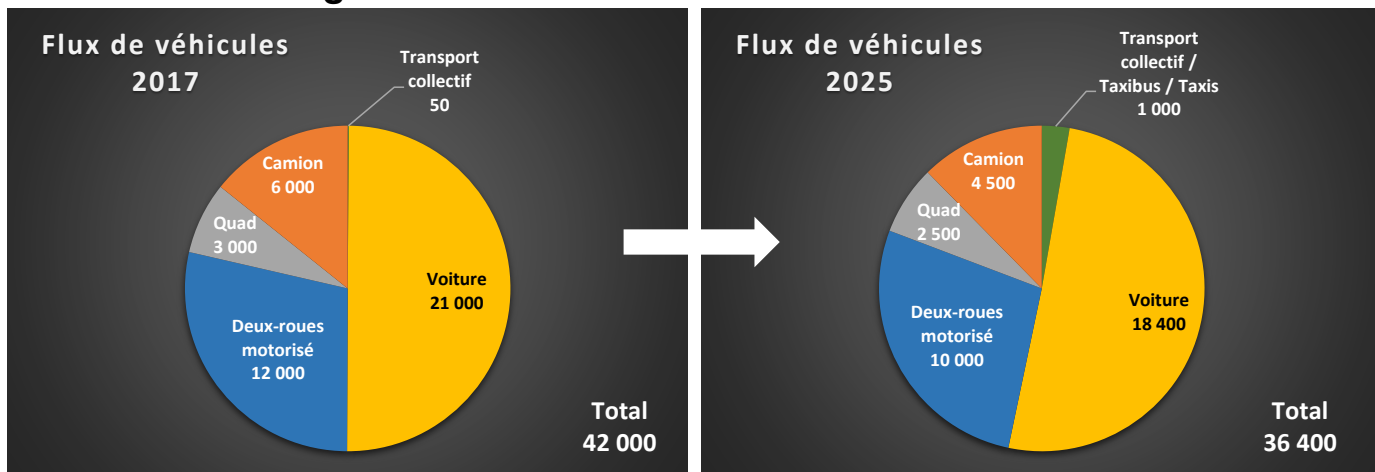 Flux de véhicules
2017
Transport
collectif
50
Camion
6 000
Quad
3 000
Voiture
21 000
Deux-roues
motorisé
12 000
Total
42 000
Flux de véhicules
2025
Transport
collectif /
Taxibus / Taxis
1 000
Camion
4 500
Quad
2 500
Voiture
18 400
Deux-roues
motorisé
10 000
Total
36 400